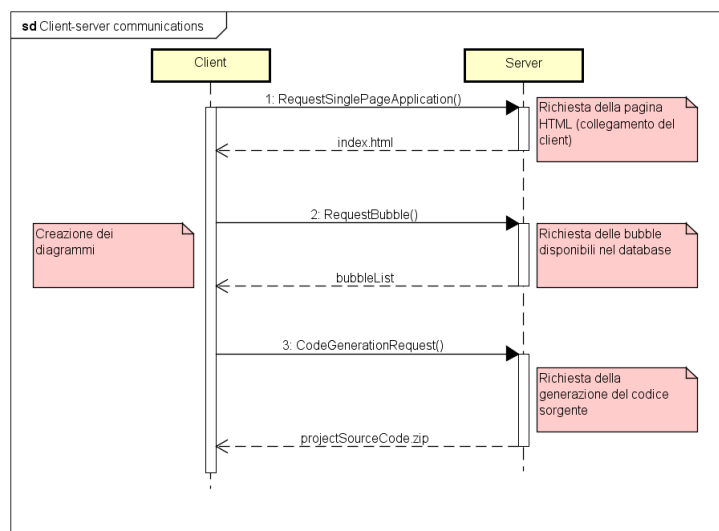 sd Client-server communications
Client
Server
1: RequestSinglePageApplication()
Richiesta della pagina
HTML (collegamento del
client)
index.html
2: RequestBubble()
Creazione dei
diagrammi
Richiesta delle bubble
disponibili nel database
bubbleList
3: CodeGenerationRequest()
Richiesta della
generazione del codice
sorgente
projectSourceCode.zip